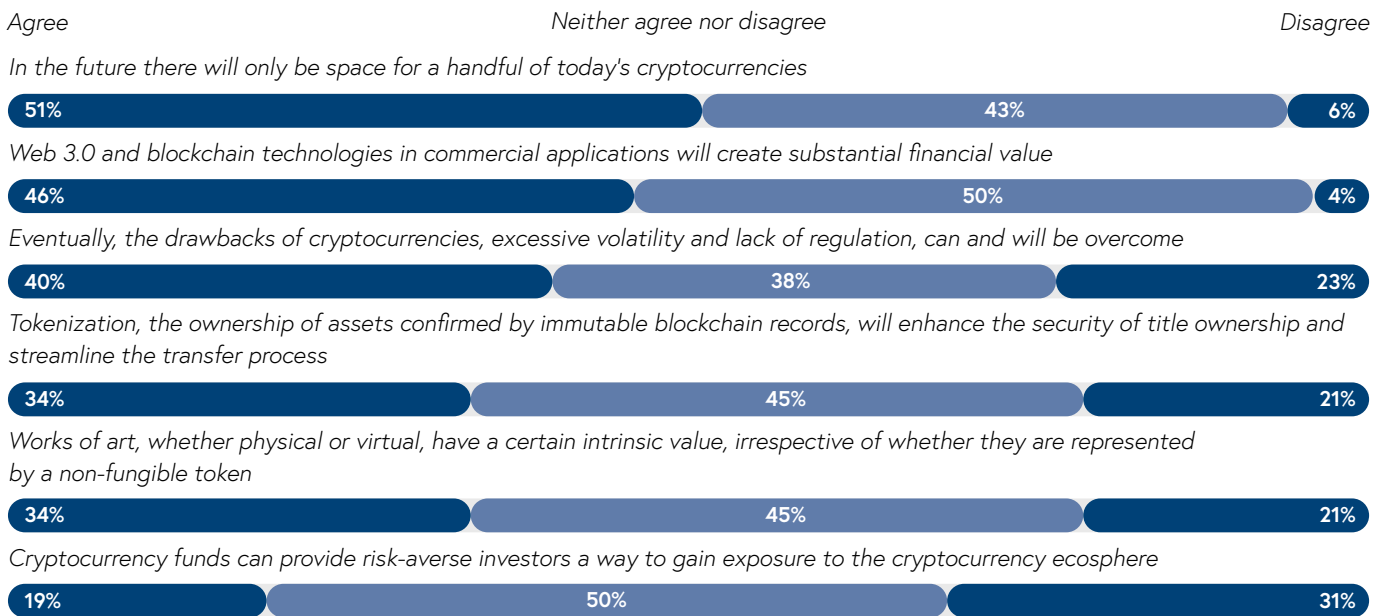 Agree Neither agree nor disagree Disagree
In the future there will only be space for a handful of today's cryptocurrencies
51% 43% 6%
Web 3.0 and blockchain technologies in commercial applications will create substantial financial value
46% 50% 4%
Eventually, the drawbacks of cryptocurrencies, excessive volatility and lack of regulation, can and will be overcome
40% 38% 23%
Tokenization, the ownership of assets confirmed by immutable blockchain records, will enhance the security of title ownership and
streamline the transfer process
34% 45% 21%
Works of art, whether physical or virtual, have a certain intrinsic value, irrespective of whether they are represented
by a non-fungible token
34% 45% 21%
Cryptocurrency funds can provide risk-averse investors a way to gain exposure to the cryptocurrency ecosphere
19% 50% 31%